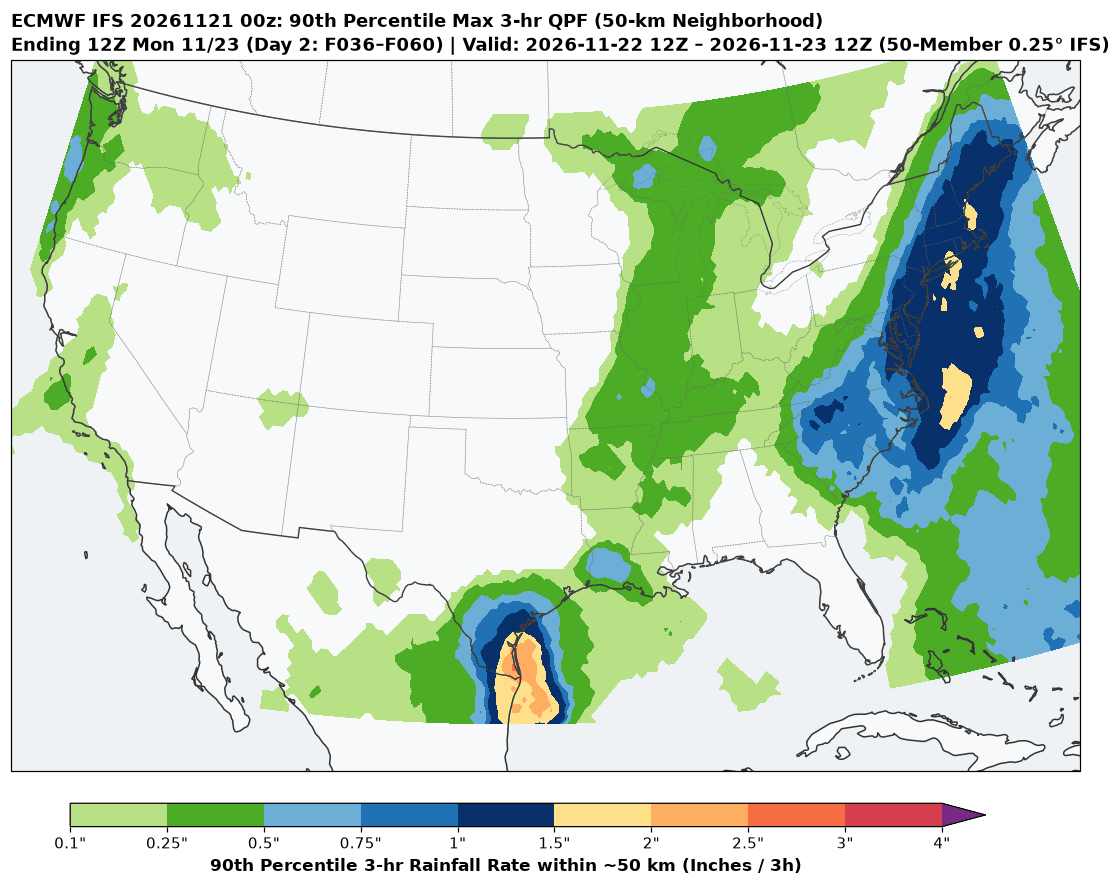 ECMWF IFS 20261121 00z: 90th Percentile Max 3-hr QPF (50-km Neighborhood)
Ending 12Z Mon 11/23 (Day 2: F036–F060) | Valid: 2026-11-22 12Z – 2026-11-23 12Z (50-Member 0.25° IFS)
0.1" 0.25" 0.5" 0.75" 1" 1.5" 2" 2.5" 3" 4"
90th Percentile 3-hr Rainfall Rate within ~50 km (Inches / 3h)